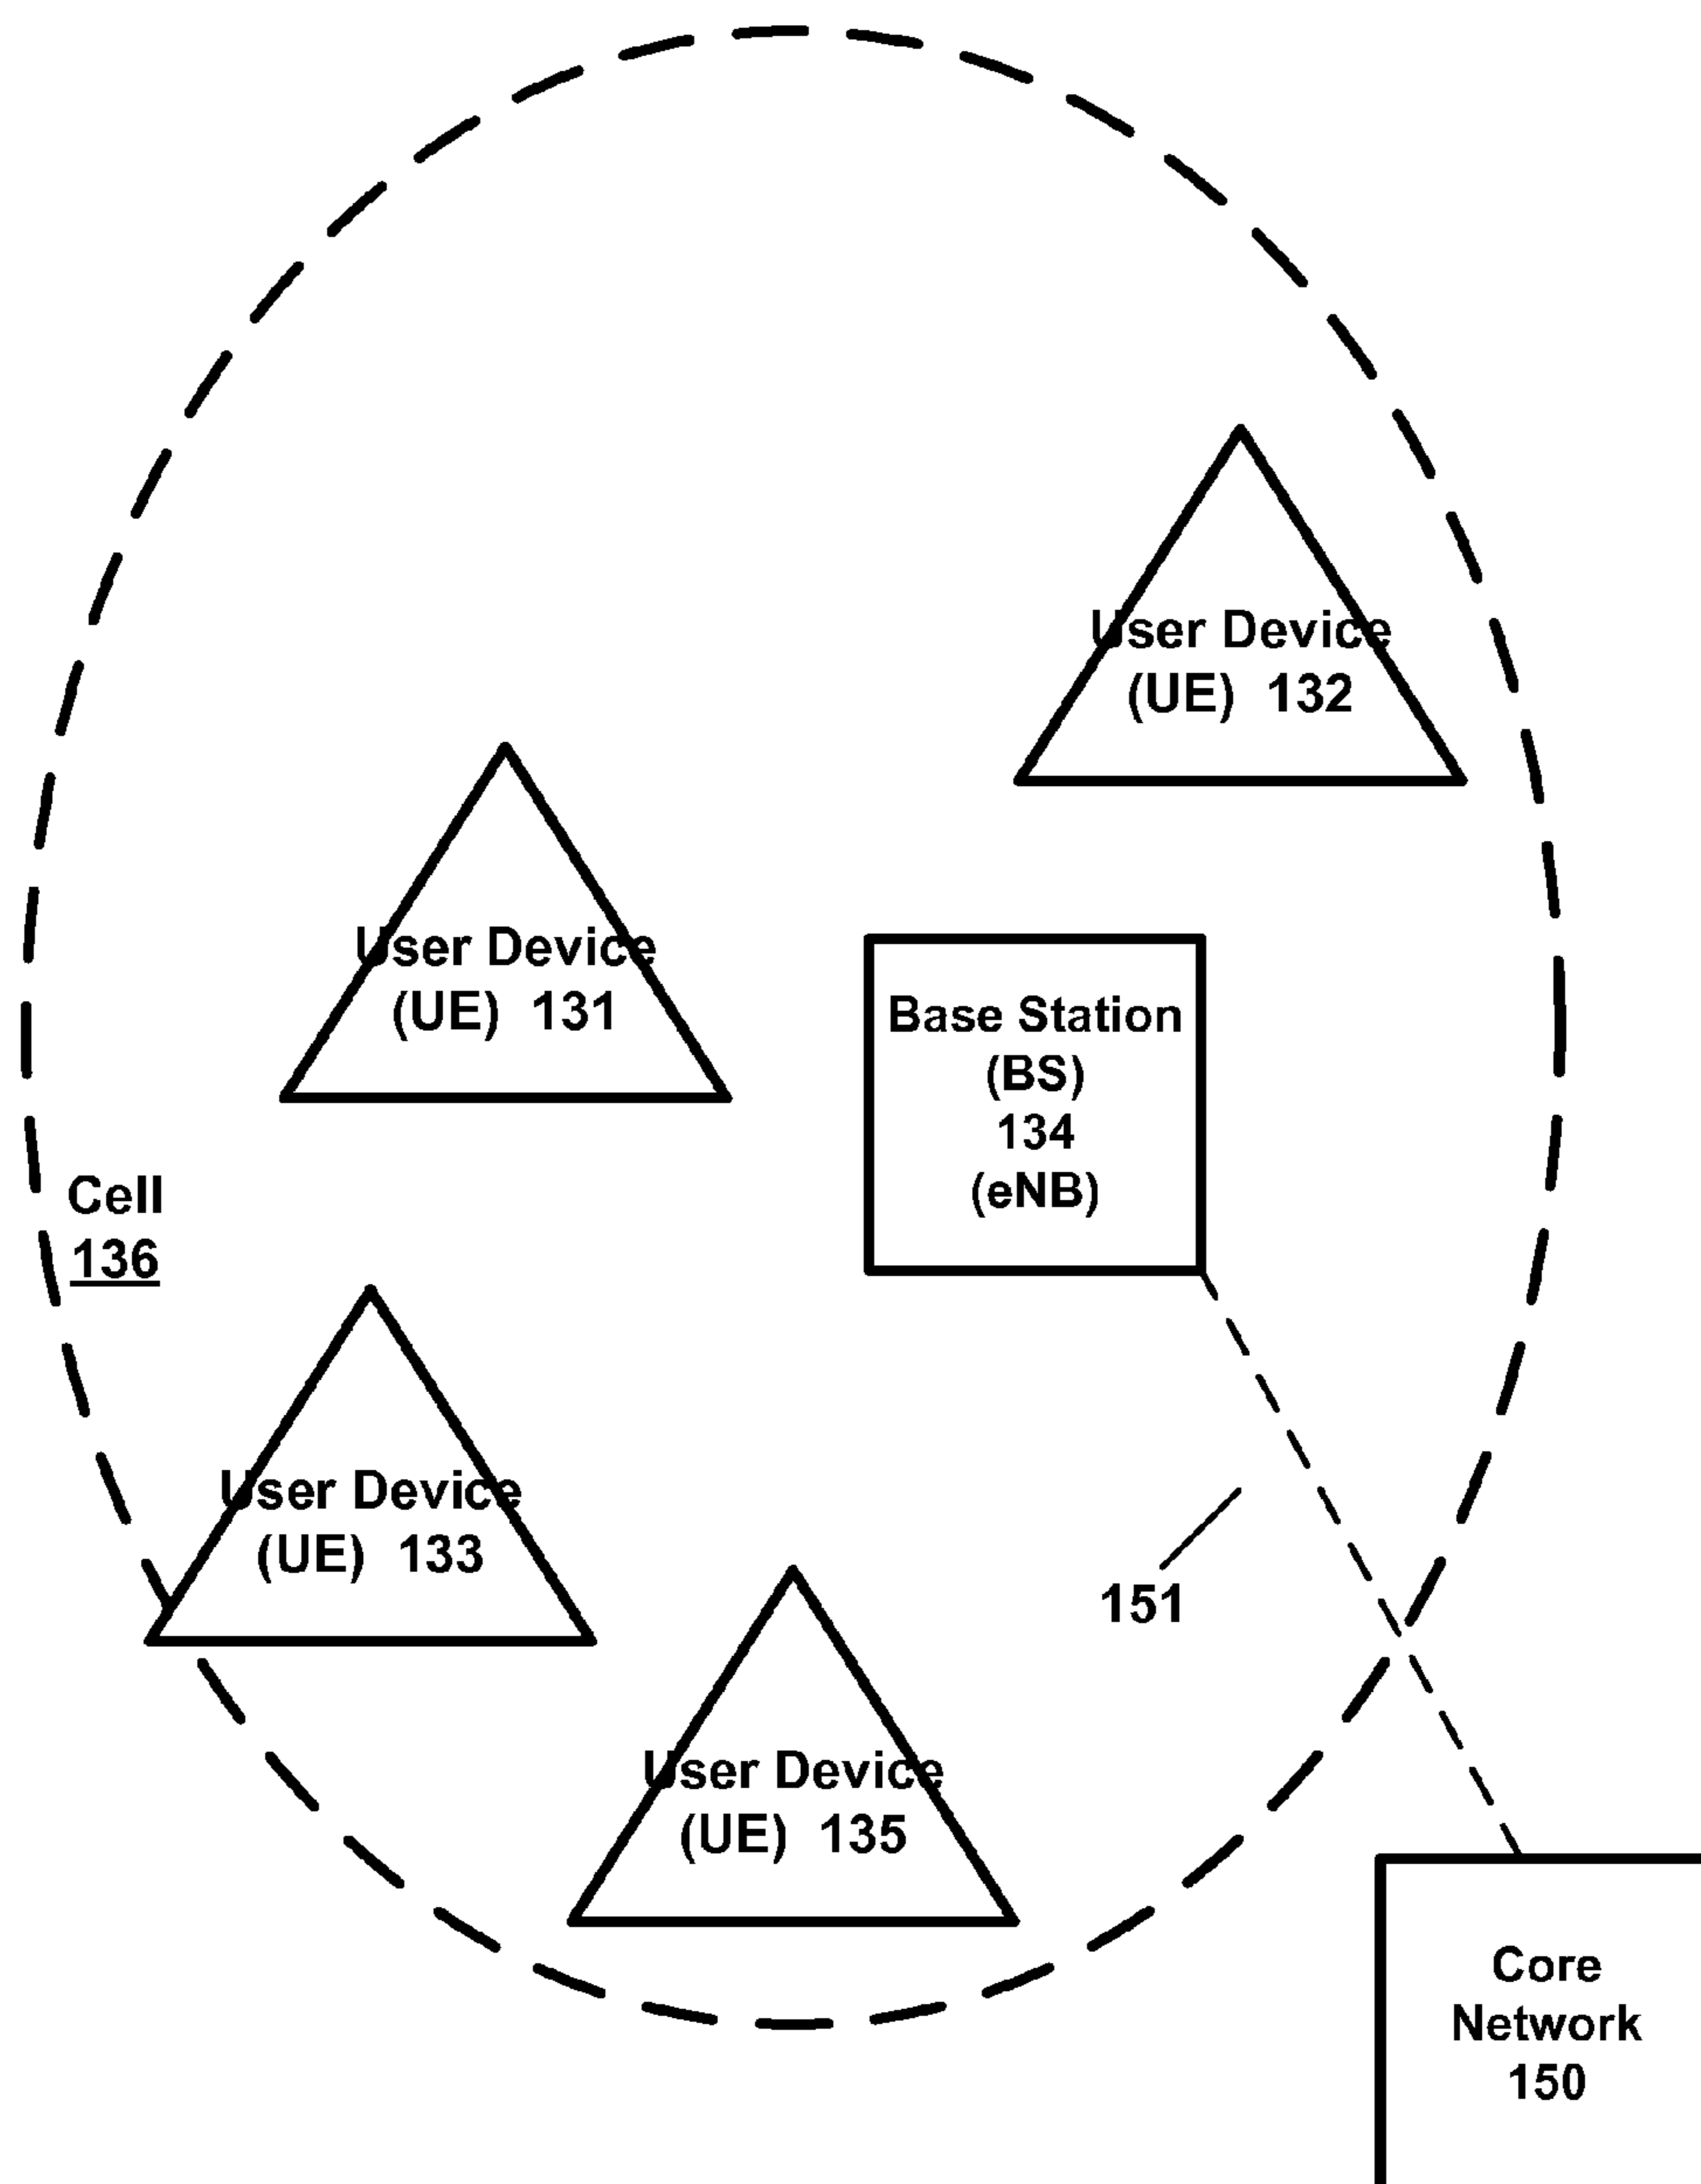 User Device
(UE) 132
User Device
(UE) 131
Base Station
(BS)
134
(eNB)
Cell
136
User Device
(UE) 133
151
User Device
(UE) 135
Core
Network
150